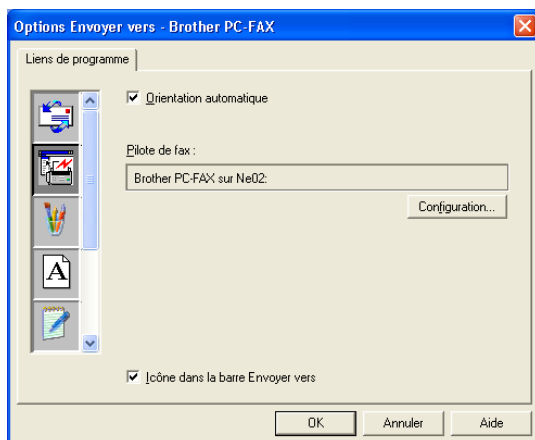 Options Envoyer vers - Brother PC-FAX
Liens de programme
Orientation automatique
Pilote de fax :
Brother PC-FAX sur Ne02:
Configuration...
A
Icône dans la barre Envoyer vers
OK Annuler Aide